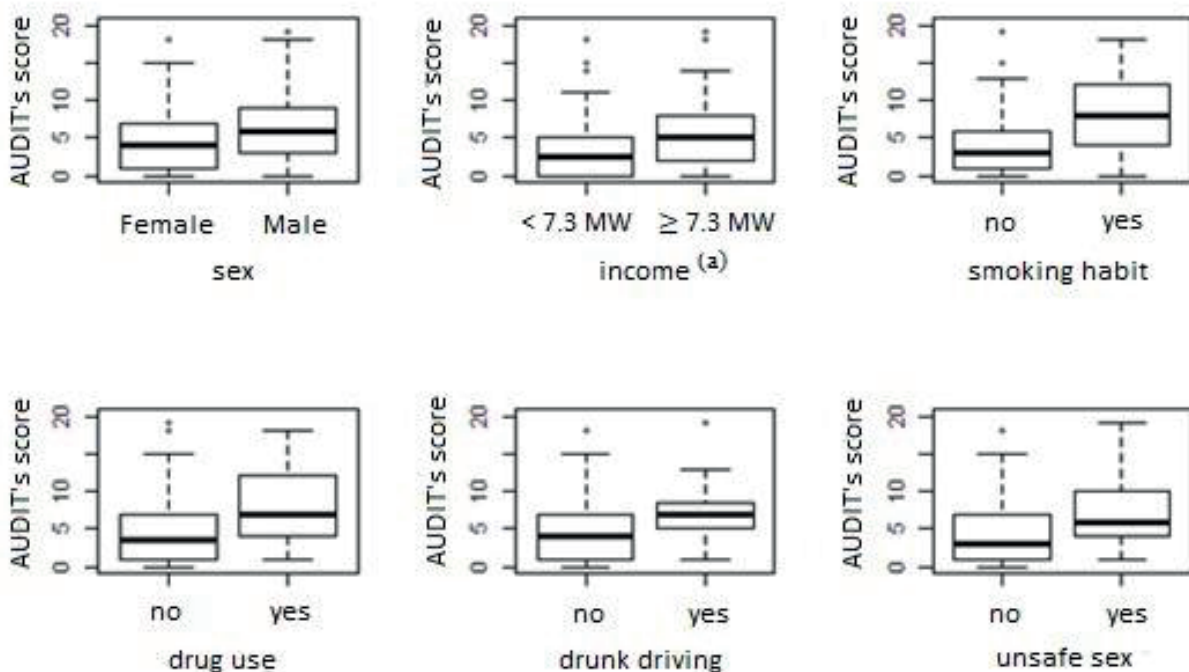 AUDIT's score
0 5 10 20
Female Male
sex
AUDIT's score
0 5 10 20
< 7.3 MW ≥ 7.3 MW
income (a)
AUDIT's score
0 5 10 20
no yes
smoking habit
AUDIT's score
0 5 10 20
no yes
drug use
AUDIT's score
0 5 10 20
no yes
drunk driving
AUDIT's score
0 5 10 20
no yes
unsafe sex